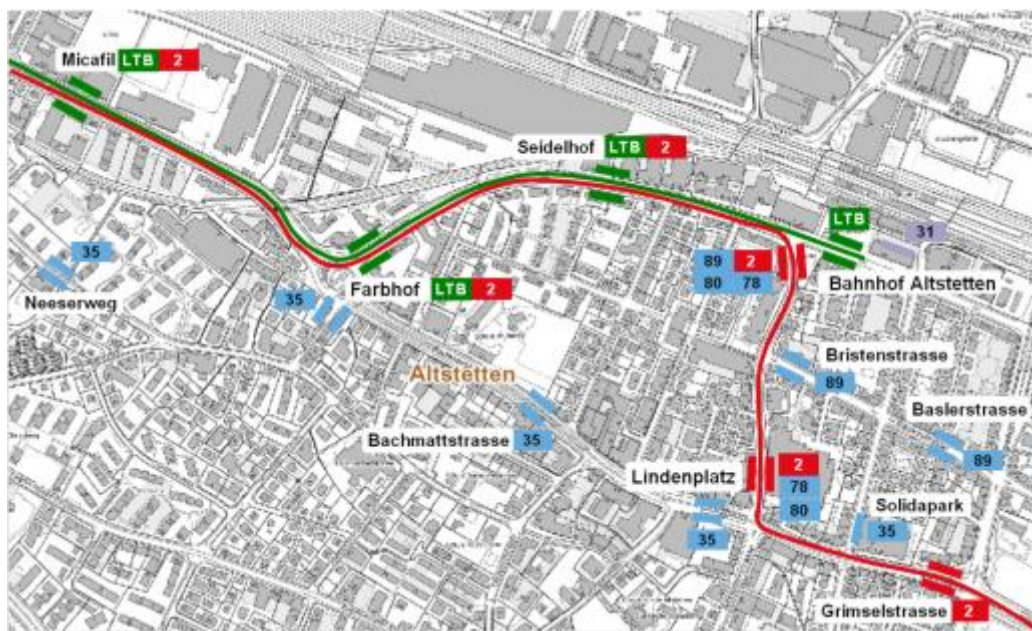 Micafil LTB 2
Seidelhof LTB 2
LTB
31
35
89 2
80 78
Bahnhof Altstetten
Neeserweg
35
Farbhof LTB 2
Bristenstrasse
89
Altstetten
Baslerstrasse
89
Bachmattstrasse 35
Lindenplatz
2
78
80
Solidapark
35
35
Grimselstrasse 2